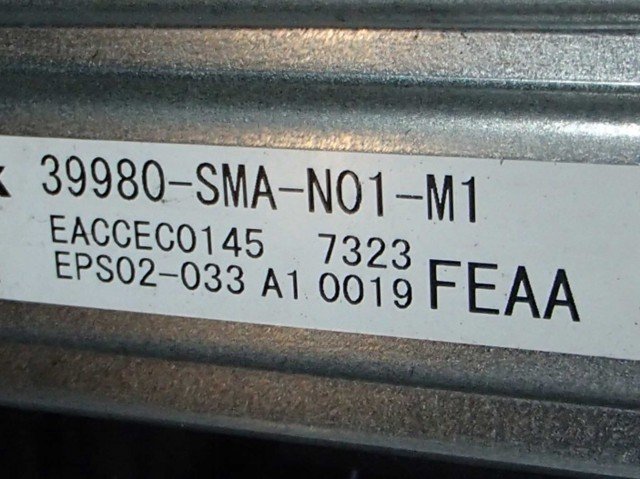 39980-SMA-N01-M1
EACCEC0145 7323
EPS02-033 A1 0019 FEAA